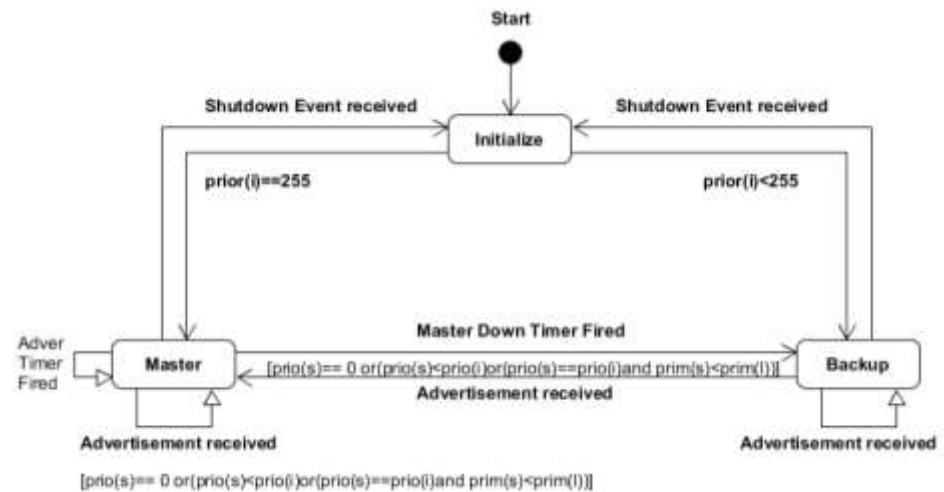 Start
Shutdown Event received
Shutdown Event received
Initialize
prior(i)==255
prior(i)<255
Master Down Timer Fired
Adver
Timer
Fired
Master
[prio(s)== 0 or(prio(s)<prio(i)or(prio(s)==prio(i)and prim(s)<prim(I))]
Backup
Advertisement received
Advertisement received
Advertisement received
[prio(s)== 0 or(prio(s)<prio(i)or(prio(s)==prio(i)and prim(s)<prim(I))]